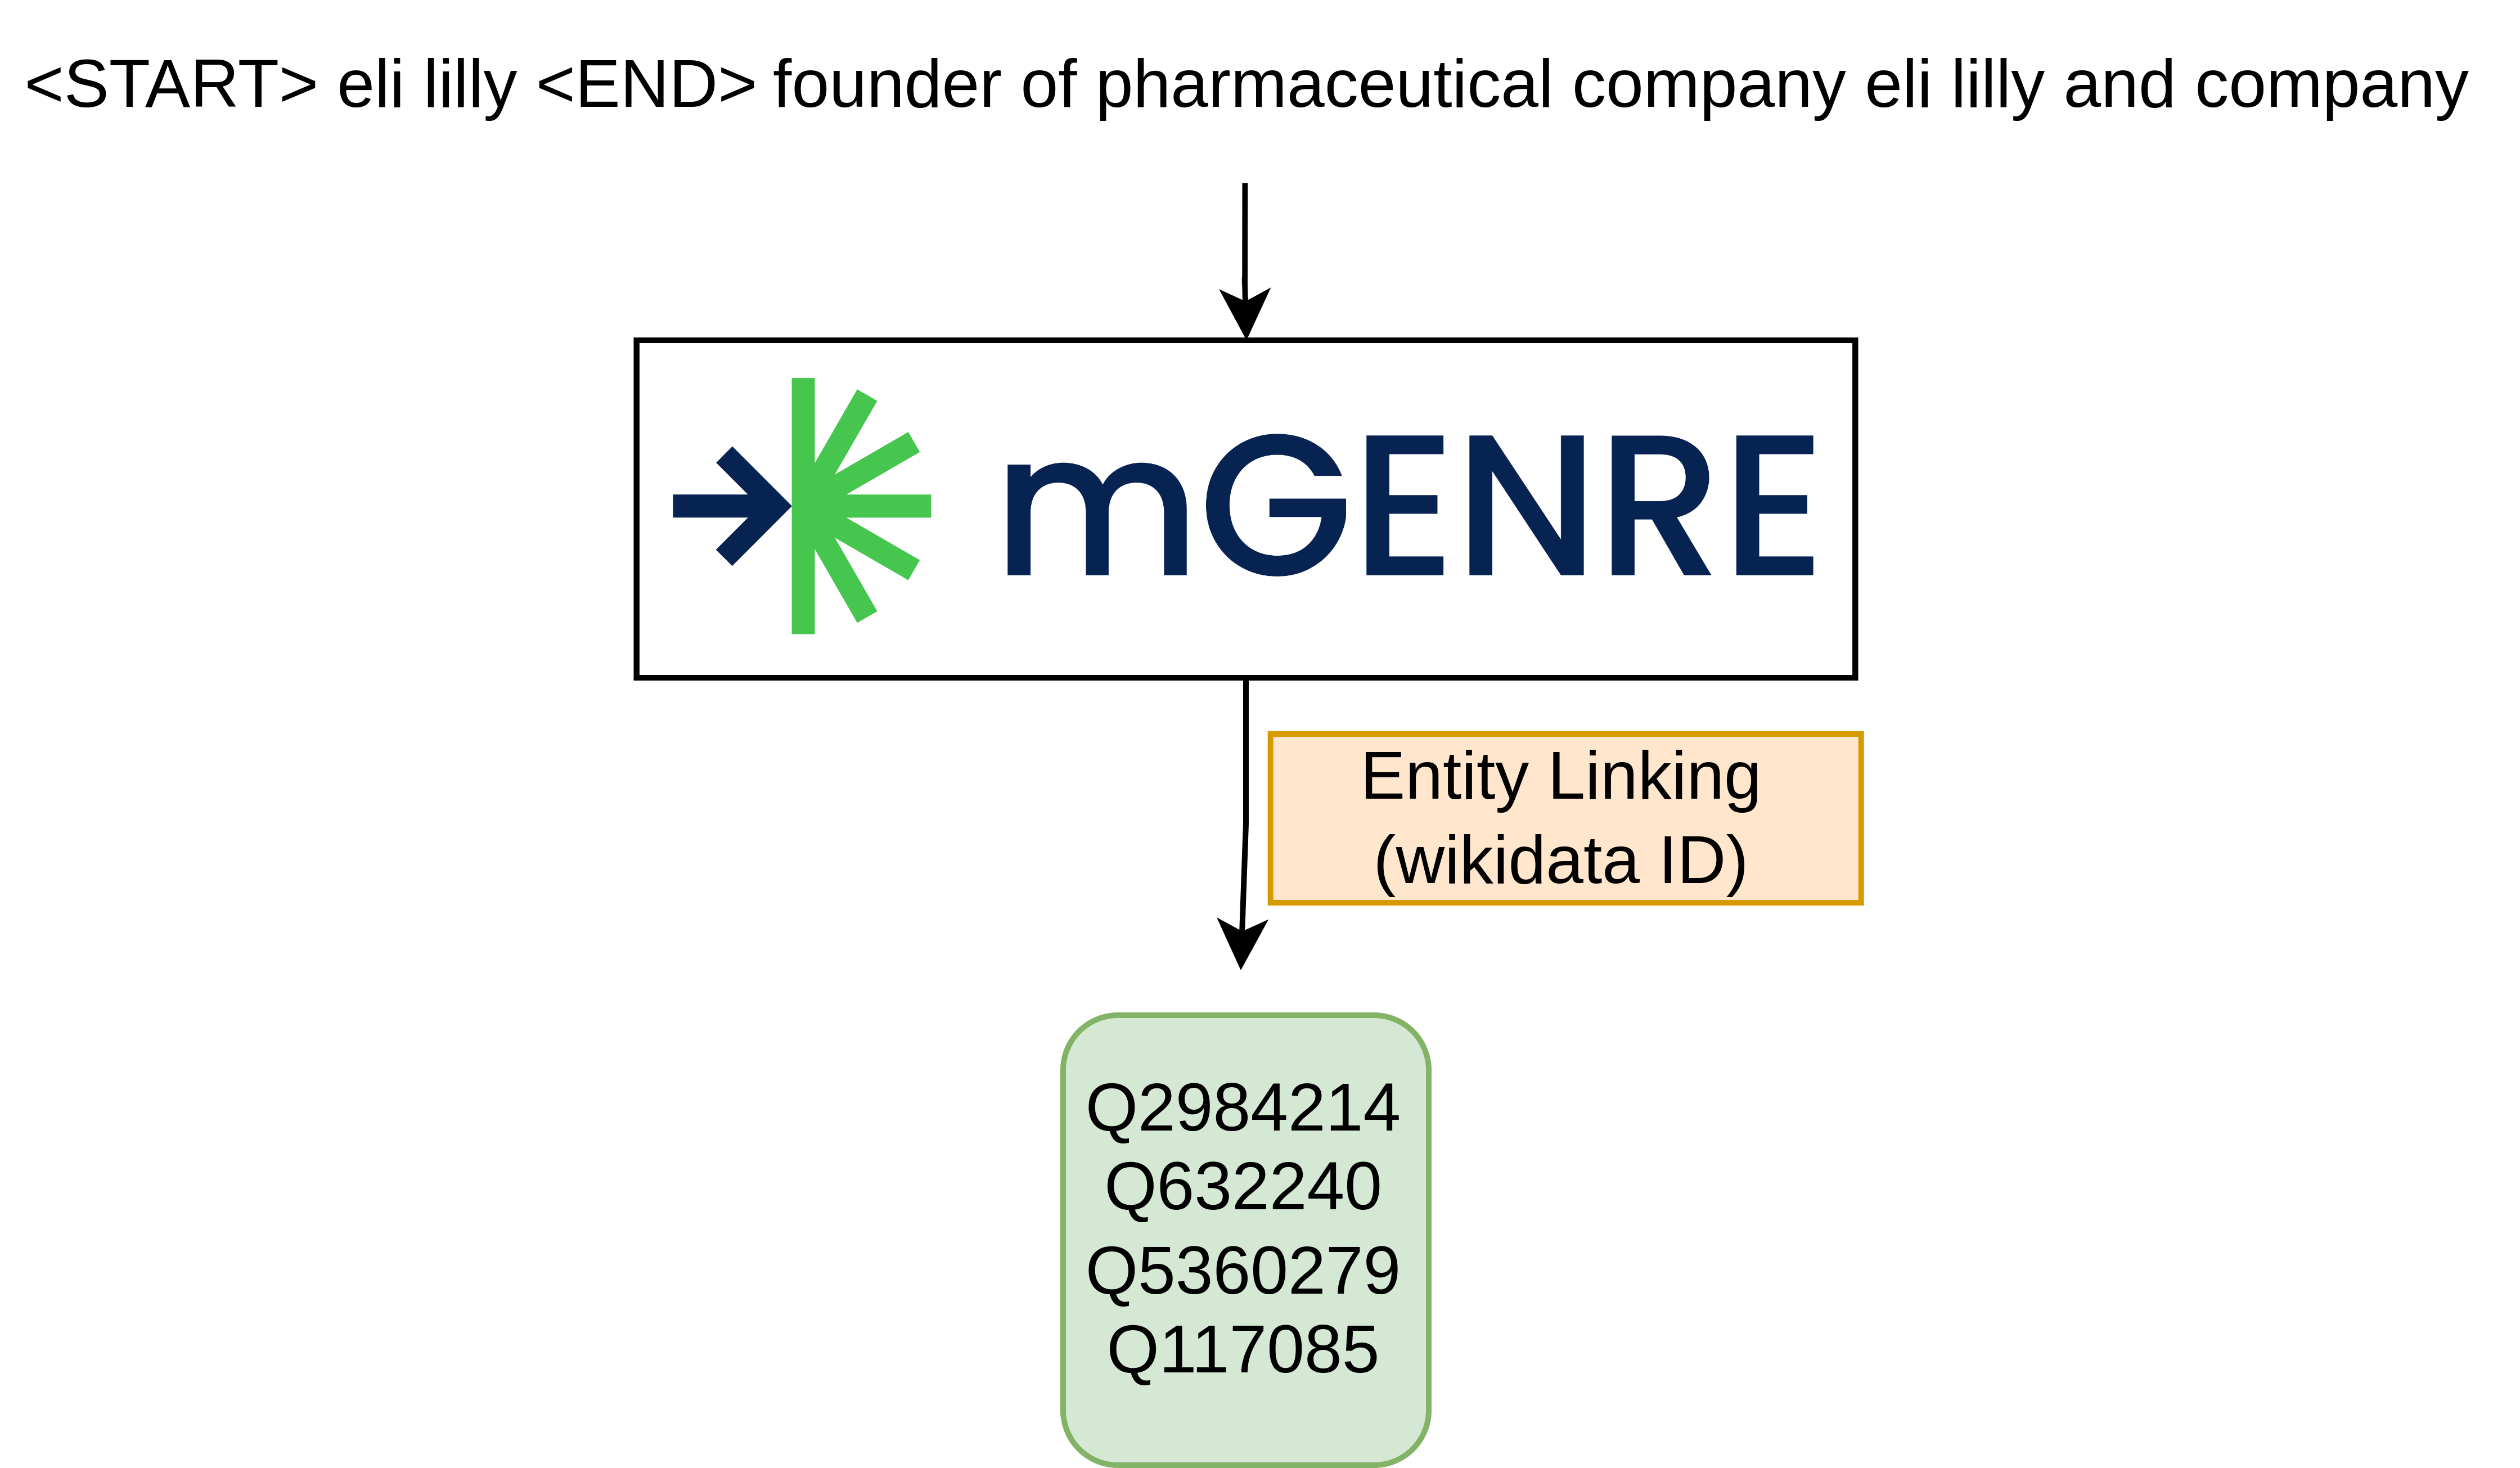 <START> eli lilly <END> founder of pharmaceutical company eli lilly and company
mGENRE
Entity Linking
(wikidata ID)
Q2984214
Q632240
Q5360279
Q117085